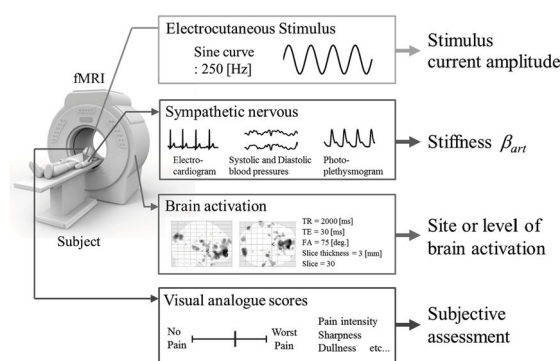 Electrocutaneous Stimulus
Sine curve
: 250 [Hz]
Stimulus
current amplitude
fMRI
Subject
Sympathetic nervous
Electro-
cardiogram
Systolic and Diastolic
blood pressures
Photo-
plethysmogram
Stiffness βart
Brain activation
TR = 2000 [ms]
TE = 30 [ms]
FA = 75 [deg.]
Slice thickness = 3 [mm]
Slice = 30
Site or level of
brain activation
Visual analogue scores
No
Pain
Worst
Pain
Pain intensity
Sharpness
Dullness etc...
Subjective
assessment